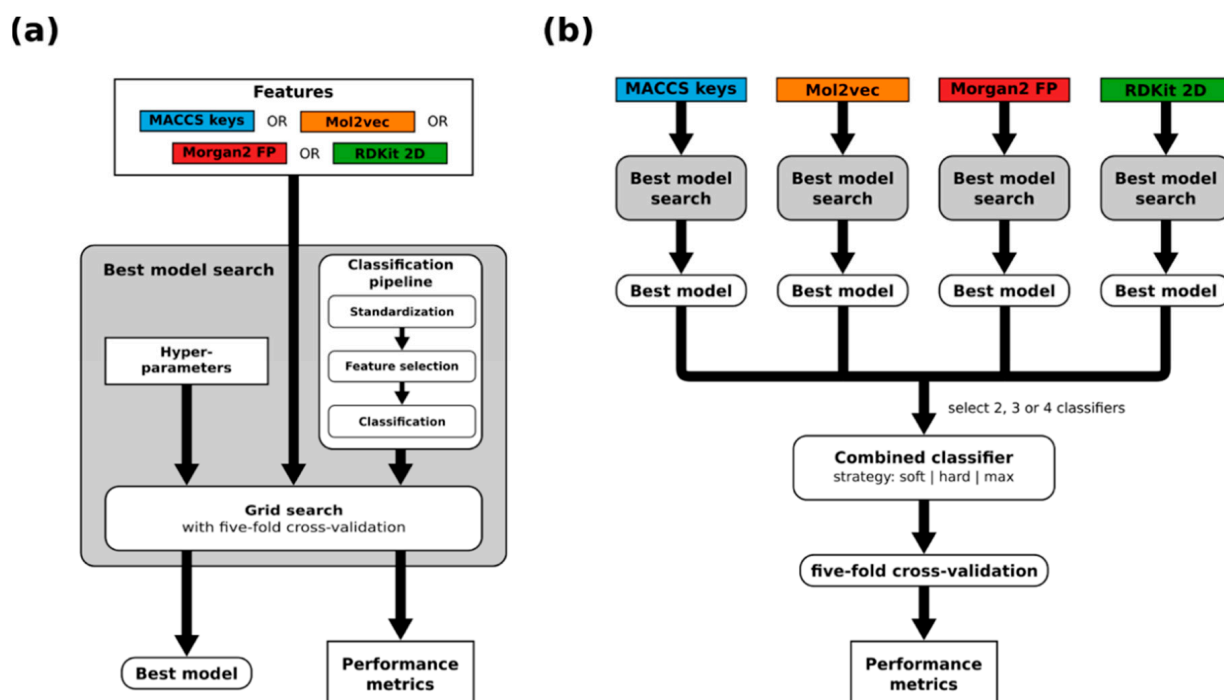 (a)
Features
MACCS keys OR Mol2vec OR
Morgan2 FP OR RDKit 2D
Best model search
Classification
pipeline
Standardization
Feature selection
Classification
Hyper-
parameters
Grid search
with five-fold cross-validation
Best model
Performance
metrics
(b)
MACCS keys
Mol2vec
Morgan2 FP
RDKit 2D
Best model
search
Best model
search
Best model
search
Best model
search
Best model
Best model
Best model
Best model
select 2, 3 or 4 classifiers
Combined classifier
strategy: soft | hard | max
five-fold cross-validation
Performance
metrics